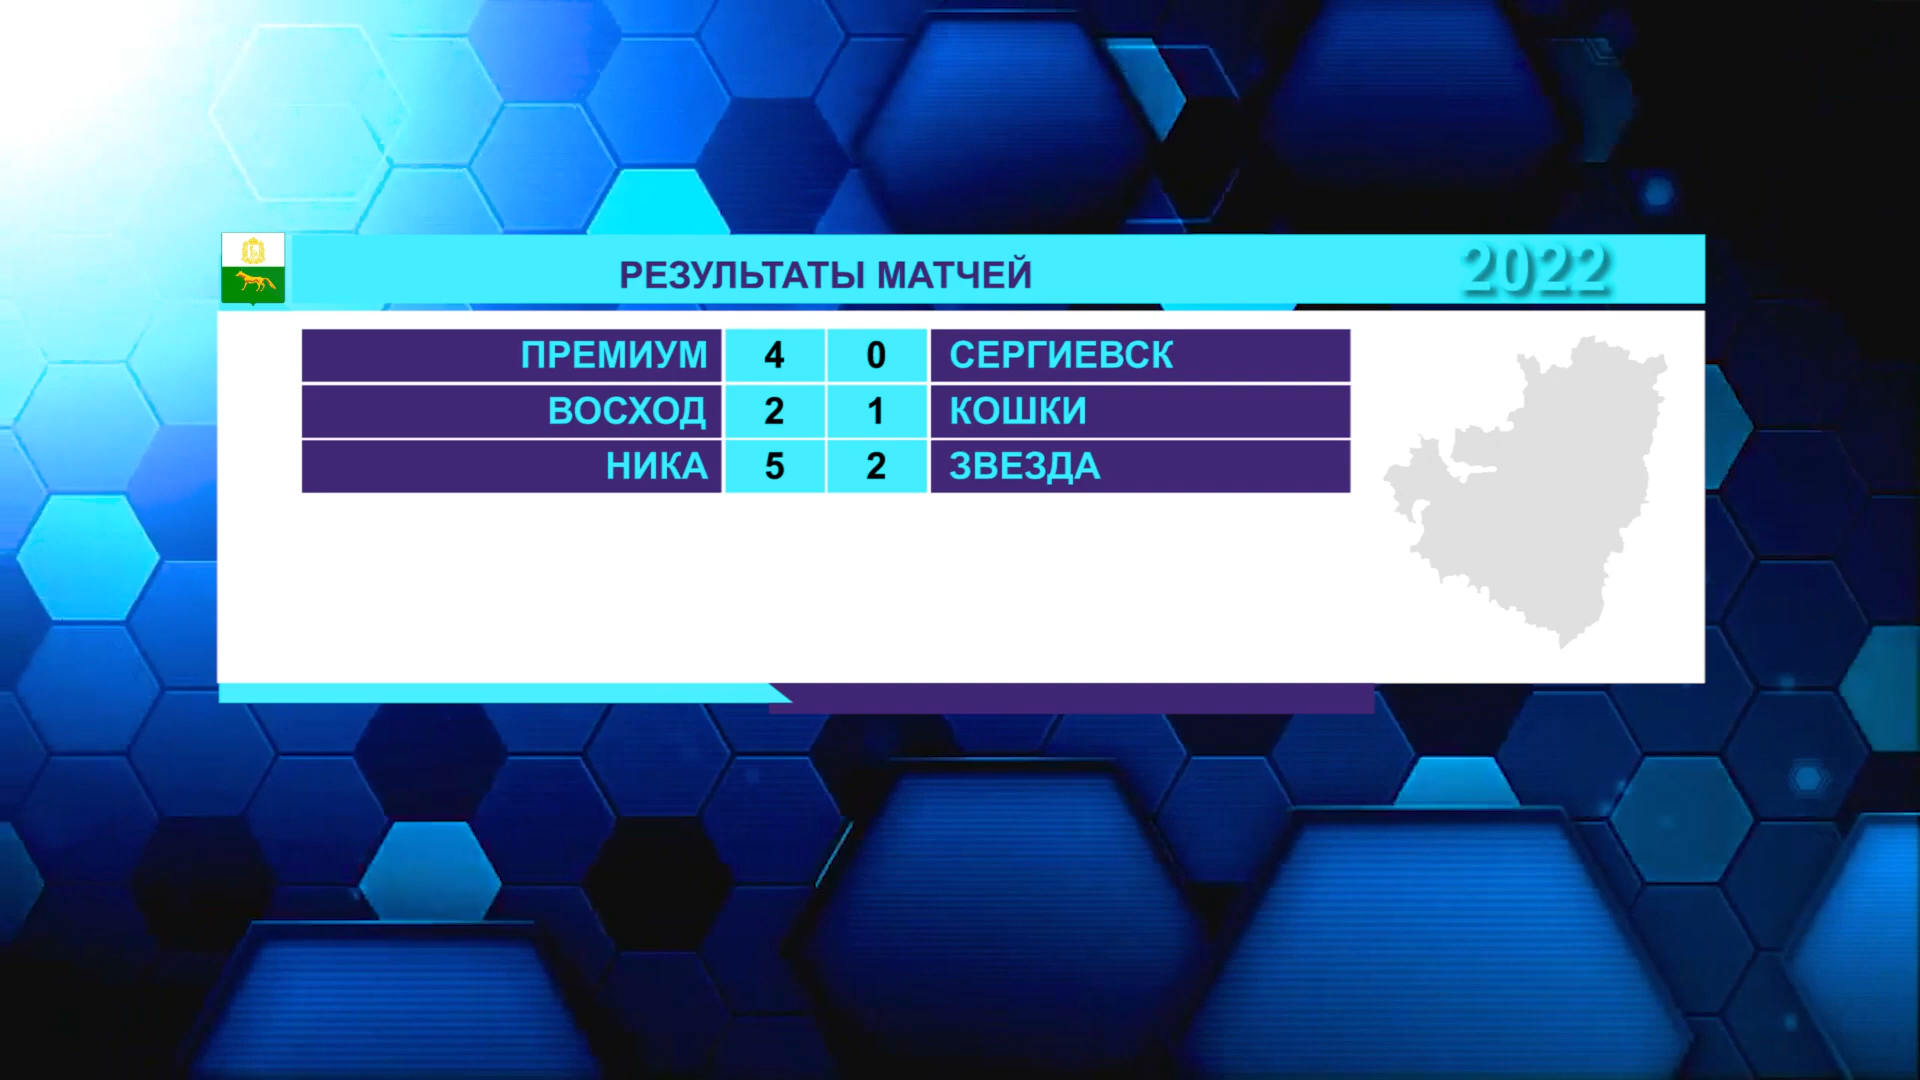 РЕЗУЛЬТАТЫ МАТЧЕЙ 2022
ПРЕМИУМ 4 0 СЕРГИЕВСК
ВОСХОД 2 1 КОШКИ
НИКА 5 2 ЗВЕЗДА